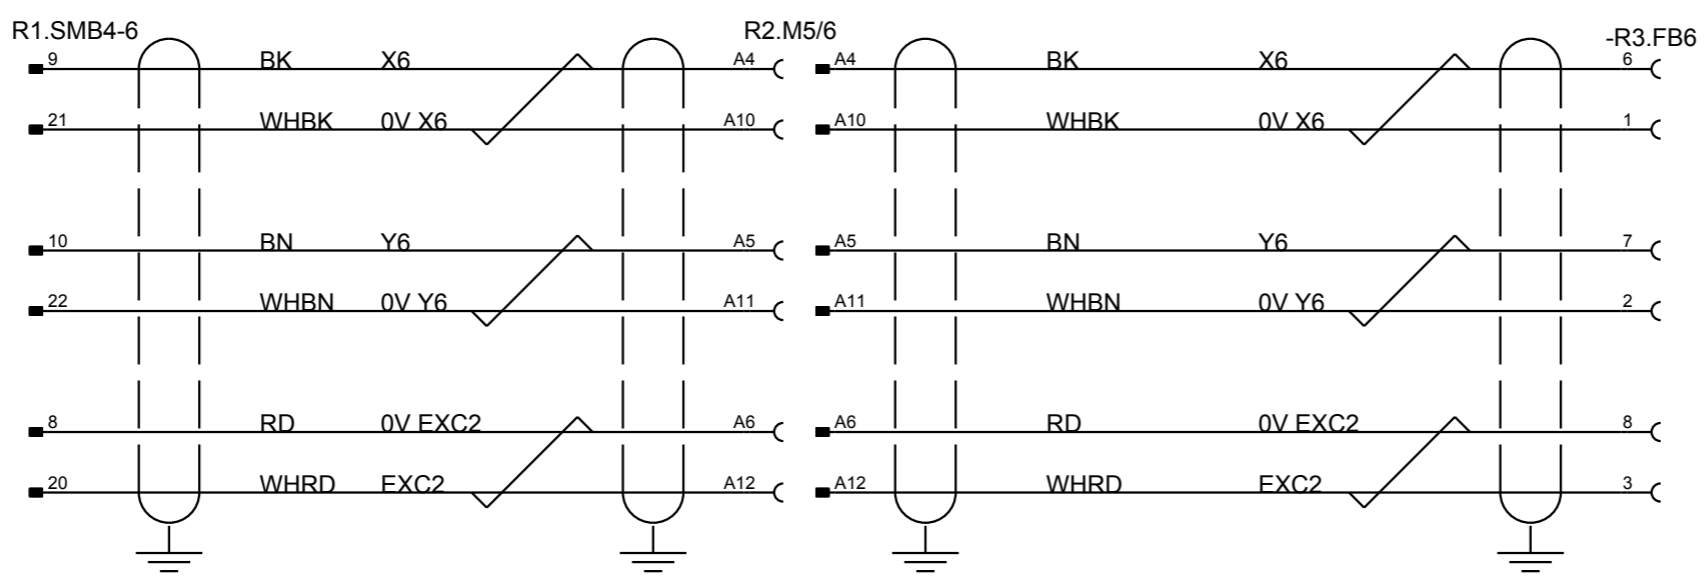 R1.SMB4-6 R2.M5/6 -R3.FB6
9 BK X6 A4 A4 BK X6 6
21 WHBK 0V X6 A10 A10 WHBK 0V X6 1
10 BN Y6 A5 A5 BN Y6 7
22 WHBN 0V Y6 A11 A11 WHBN 0V Y6 2
8 RD 0V EXC2 A6 A6 RD 0V EXC2 8
20 WHRD EXC2 A12 A12 WHRD EXC2 3